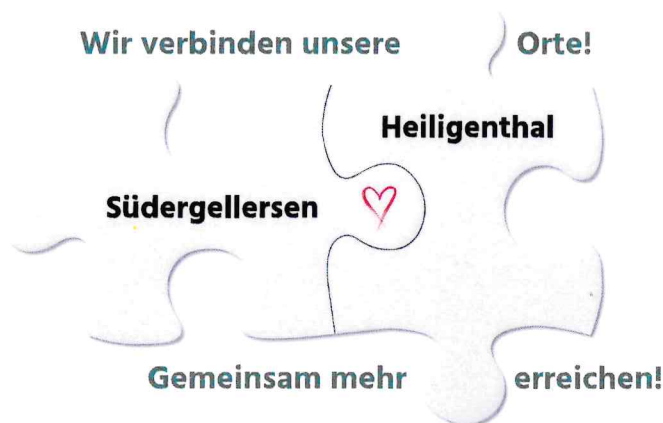 Wir verbinden unsere Orte!
Heiligenthal
Südergellersen
Gemeinsam mehr erreichen!